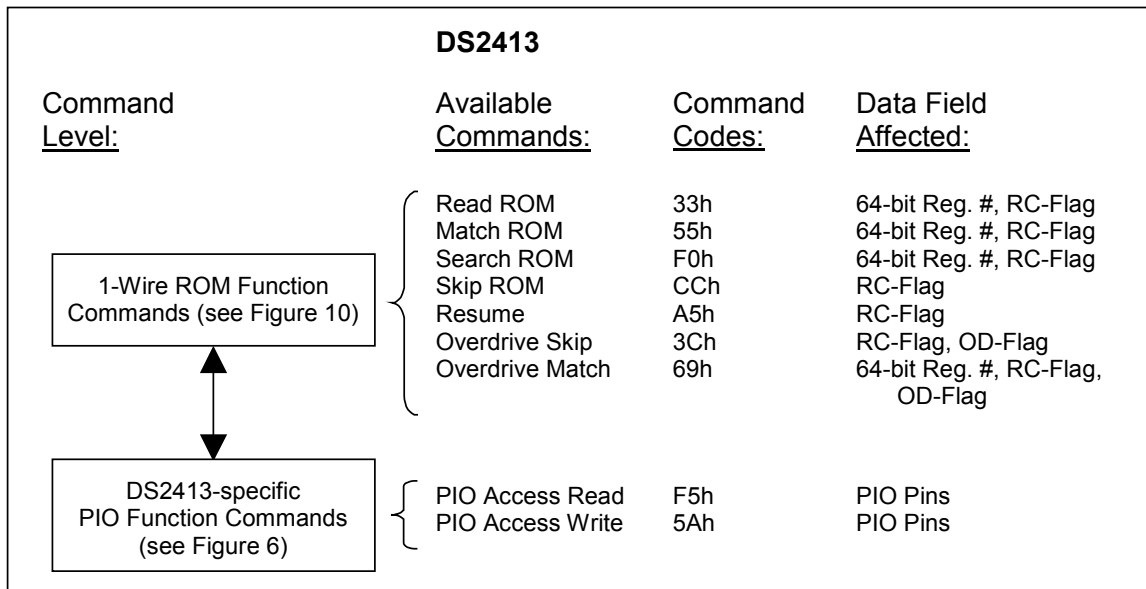 DS2413
Command Available Command Data Field
Level: Commands: Codes: Affected:
Read ROM 33h 64-bit Reg. #, RC-Flag
Match ROM 55h 64-bit Reg. #, RC-Flag
Search ROM F0h 64-bit Reg. #, RC-Flag
Skip ROM CCh RC-Flag
Resume A5h RC-Flag
Overdrive Skip 3Ch RC-Flag, OD-Flag
Overdrive Match 69h 64-bit Reg. #, RC-Flag,
OD-Flag
1-Wire ROM Function
Commands (see Figure 10)
DS2413-specific
PIO Function Commands
(see Figure 6)
PIO Access Read F5h PIO Pins
PIO Access Write 5Ah PIO Pins